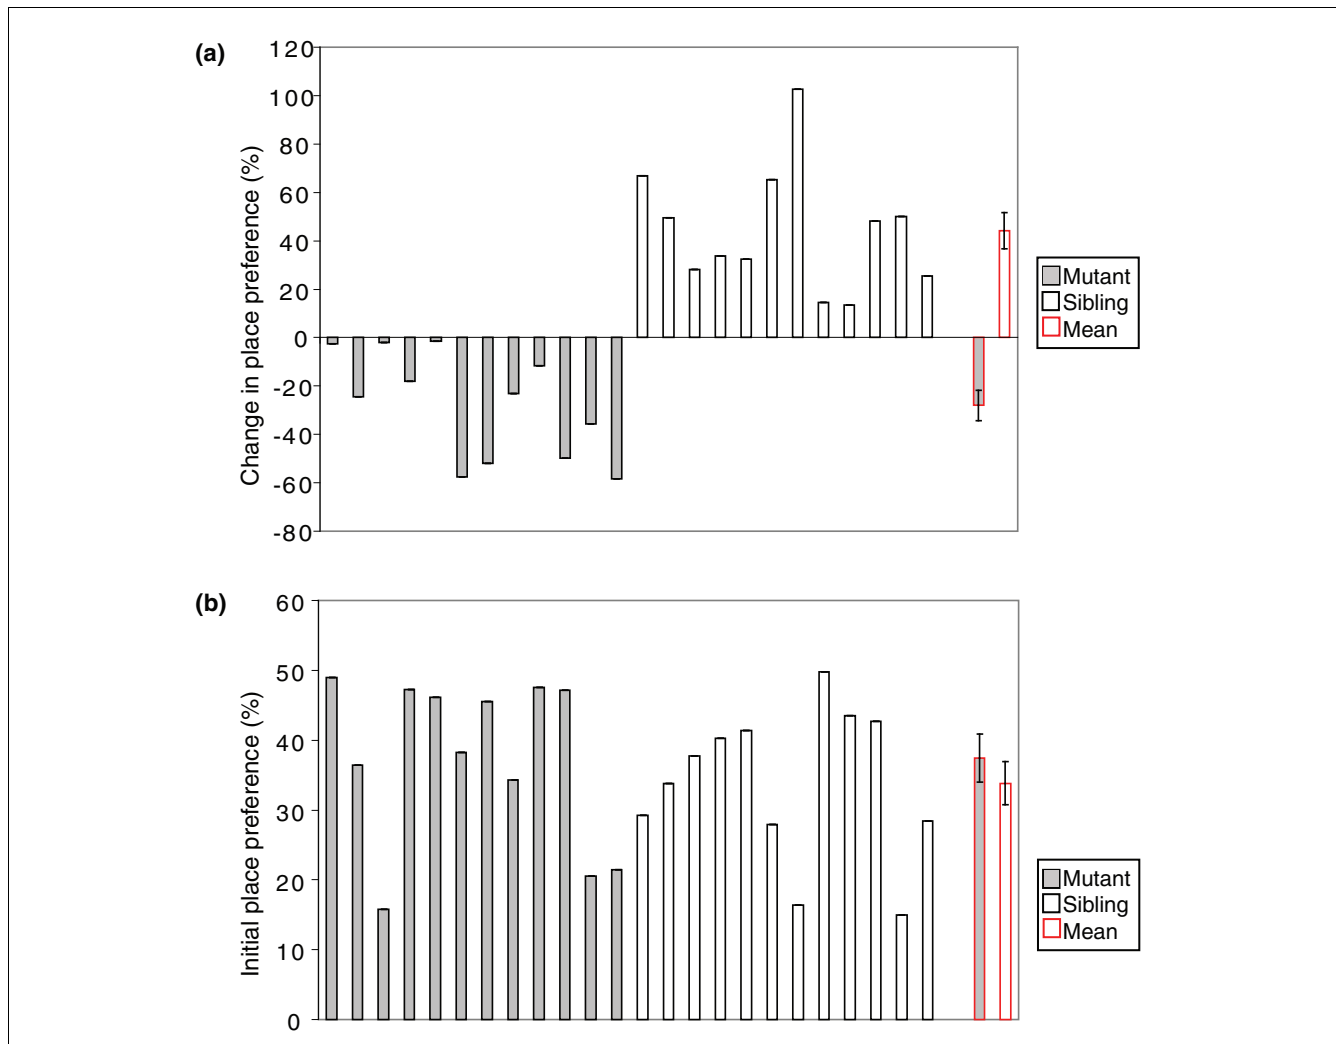 (a)
Change in place preference (%)
120
100
80
60
40
20
0
-20
-40
-60
-80
Mutant
Sibling
Mean
(b)
Initial place preference (%)
60
50
40
30
20
10
0
Mutant
Sibling
Mean